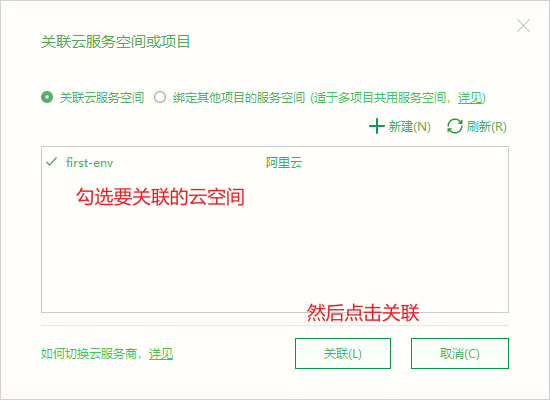 关联云服务空间或项目
关联云服务空间 绑定其他项目的服务空间 (适于多项目共用服务空间，详见)
新建(N) 刷新(R)
first-env 阿里云
勾选要关联的云空间
然后点击关联
如何切换云服务商，详见 关联(L) 取消(C)